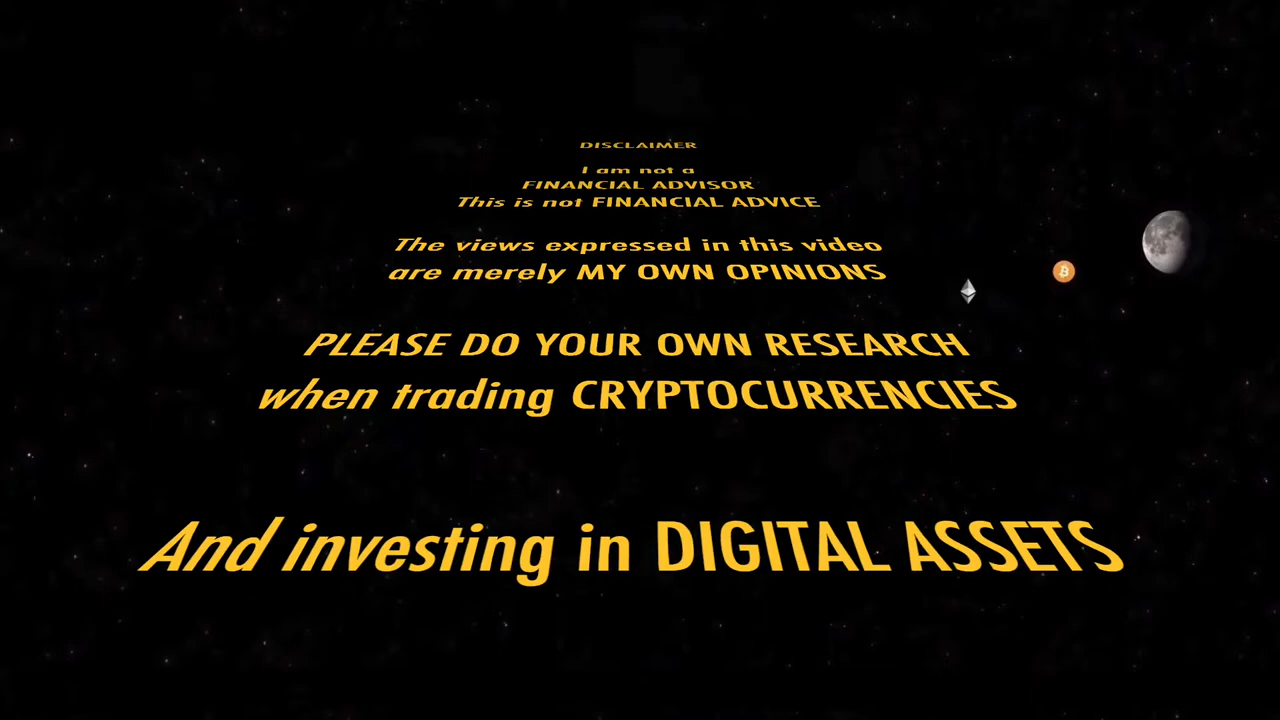 DISCLAIMER
I am not a
FINANCIAL ADVISOR
This is not FINANCIAL ADVICE
The views expressed in this video
are merely MY OWN OPINIONS
PLEASE DO YOUR OWN RESEARCH
when trading CRYPTOCURRENCIES
And investing in DIGITAL ASSETS